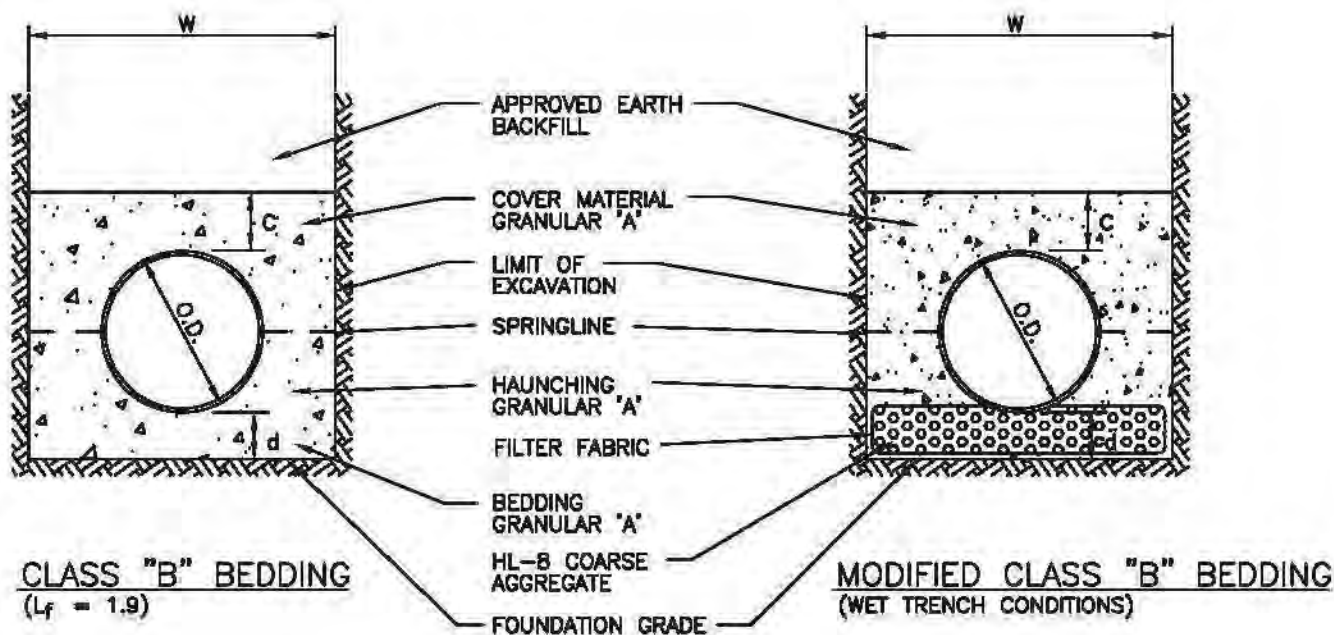 W
W
APPROVED EARTH
BACKFILL
COVER MATERIAL
GRANULAR "A"
C
C
LIMIT OF
EXCAVATION
O.D.
O.D.
SPRINGLINE
HAUNCHING
GRANULAR "A"
d
d
FILTER FABRIC
BEDDING
GRANULAR "A"
HL-8 COARSE
AGGREGATE
CLASS "B" BEDDING
(Lf = 1.9)
MODIFIED CLASS "B" BEDDING
(WET TRENCH CONDITIONS)
FOUNDATION GRADE